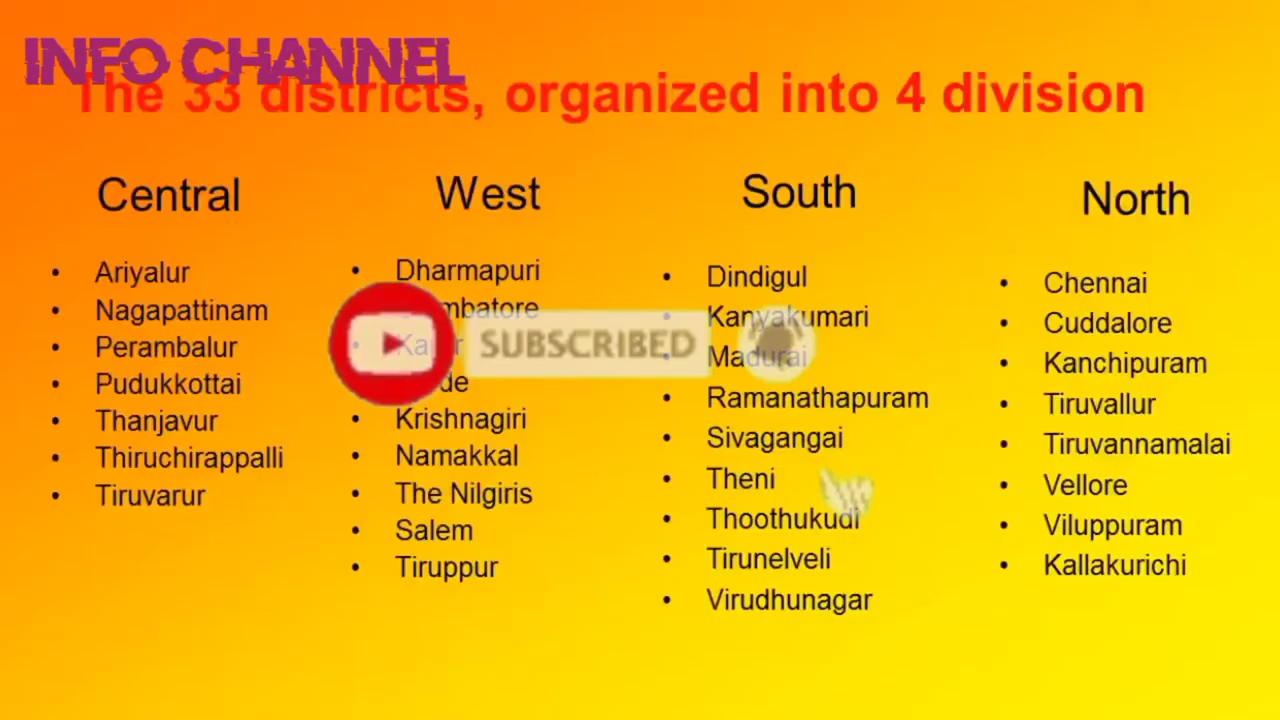 INFO CHANNEL
The 33 districts, organized into 4 division
Central
Ariyalur
Nagapattinam
Perambalur
Pudukkottai
Thanjavur
Thiruchirappalli
Tiruvarur
West
Dharmapuri
Krishnagiri
Namakkal
The Nilgiris
Salem
Tiruppur
SUBSCRIBED
South
Dindigul
Kanyakumari
Madurai
Ramanathapuram
Sivagangai
Theni
Thoothukudi
Tirunelveli
Virudhunagar
North
Chennai
Cuddalore
Kanchipuram
Tiruvallur
Tiruvannamalai
Vellore
Viluppuram
Kallakurichi